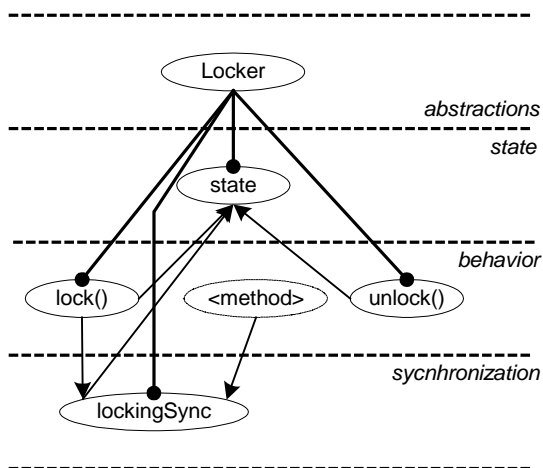 Locker
abstractions
state
state
behavior
lock()
<method>
unlock()
sycnhronization
lockingSync